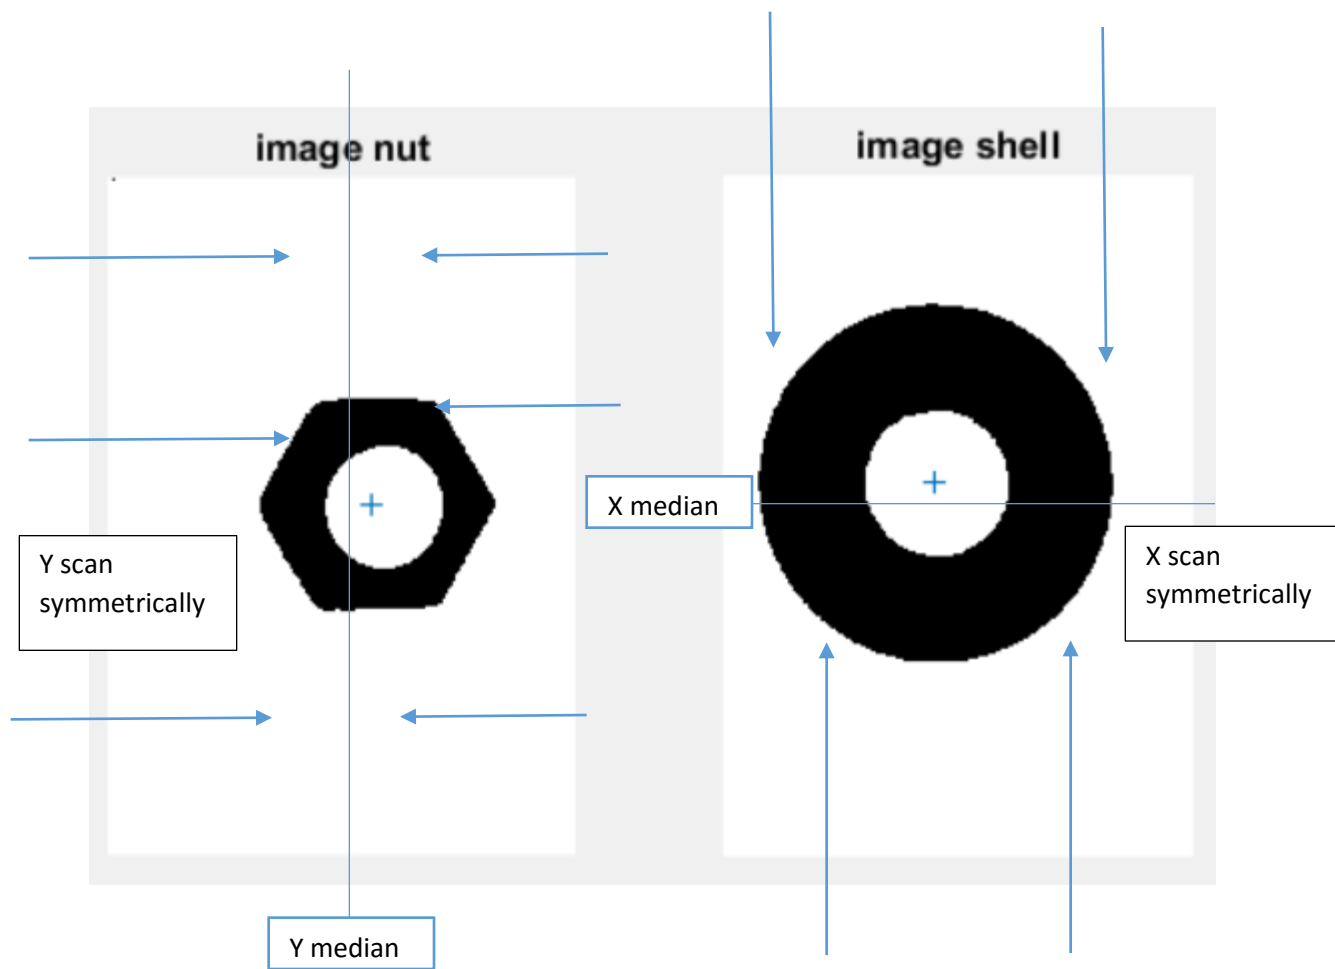 image nut
image shell
X median
Y scan
symmetrically
X scan
symmetrically
Y median